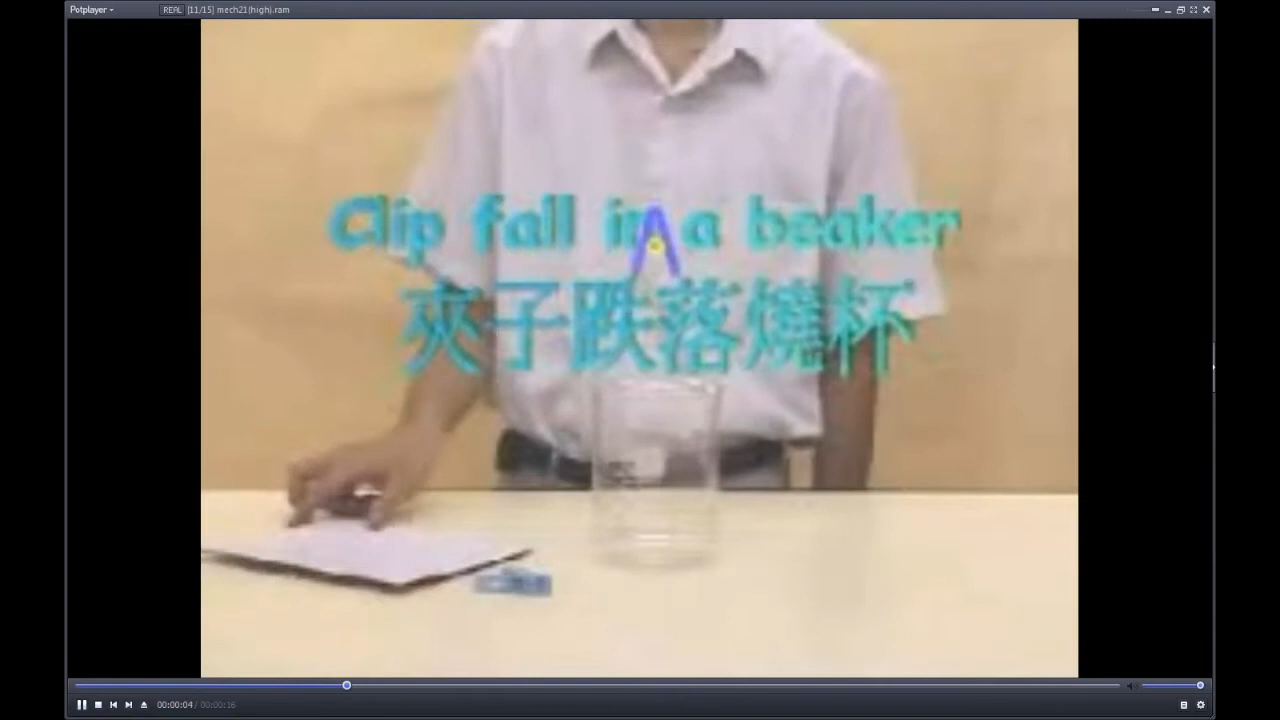 Potplayer
REAL [11/15] mech21(high).ram
Clip fall in a beaker
夾子跌落燒杯
00:00:04 / 00:00:16